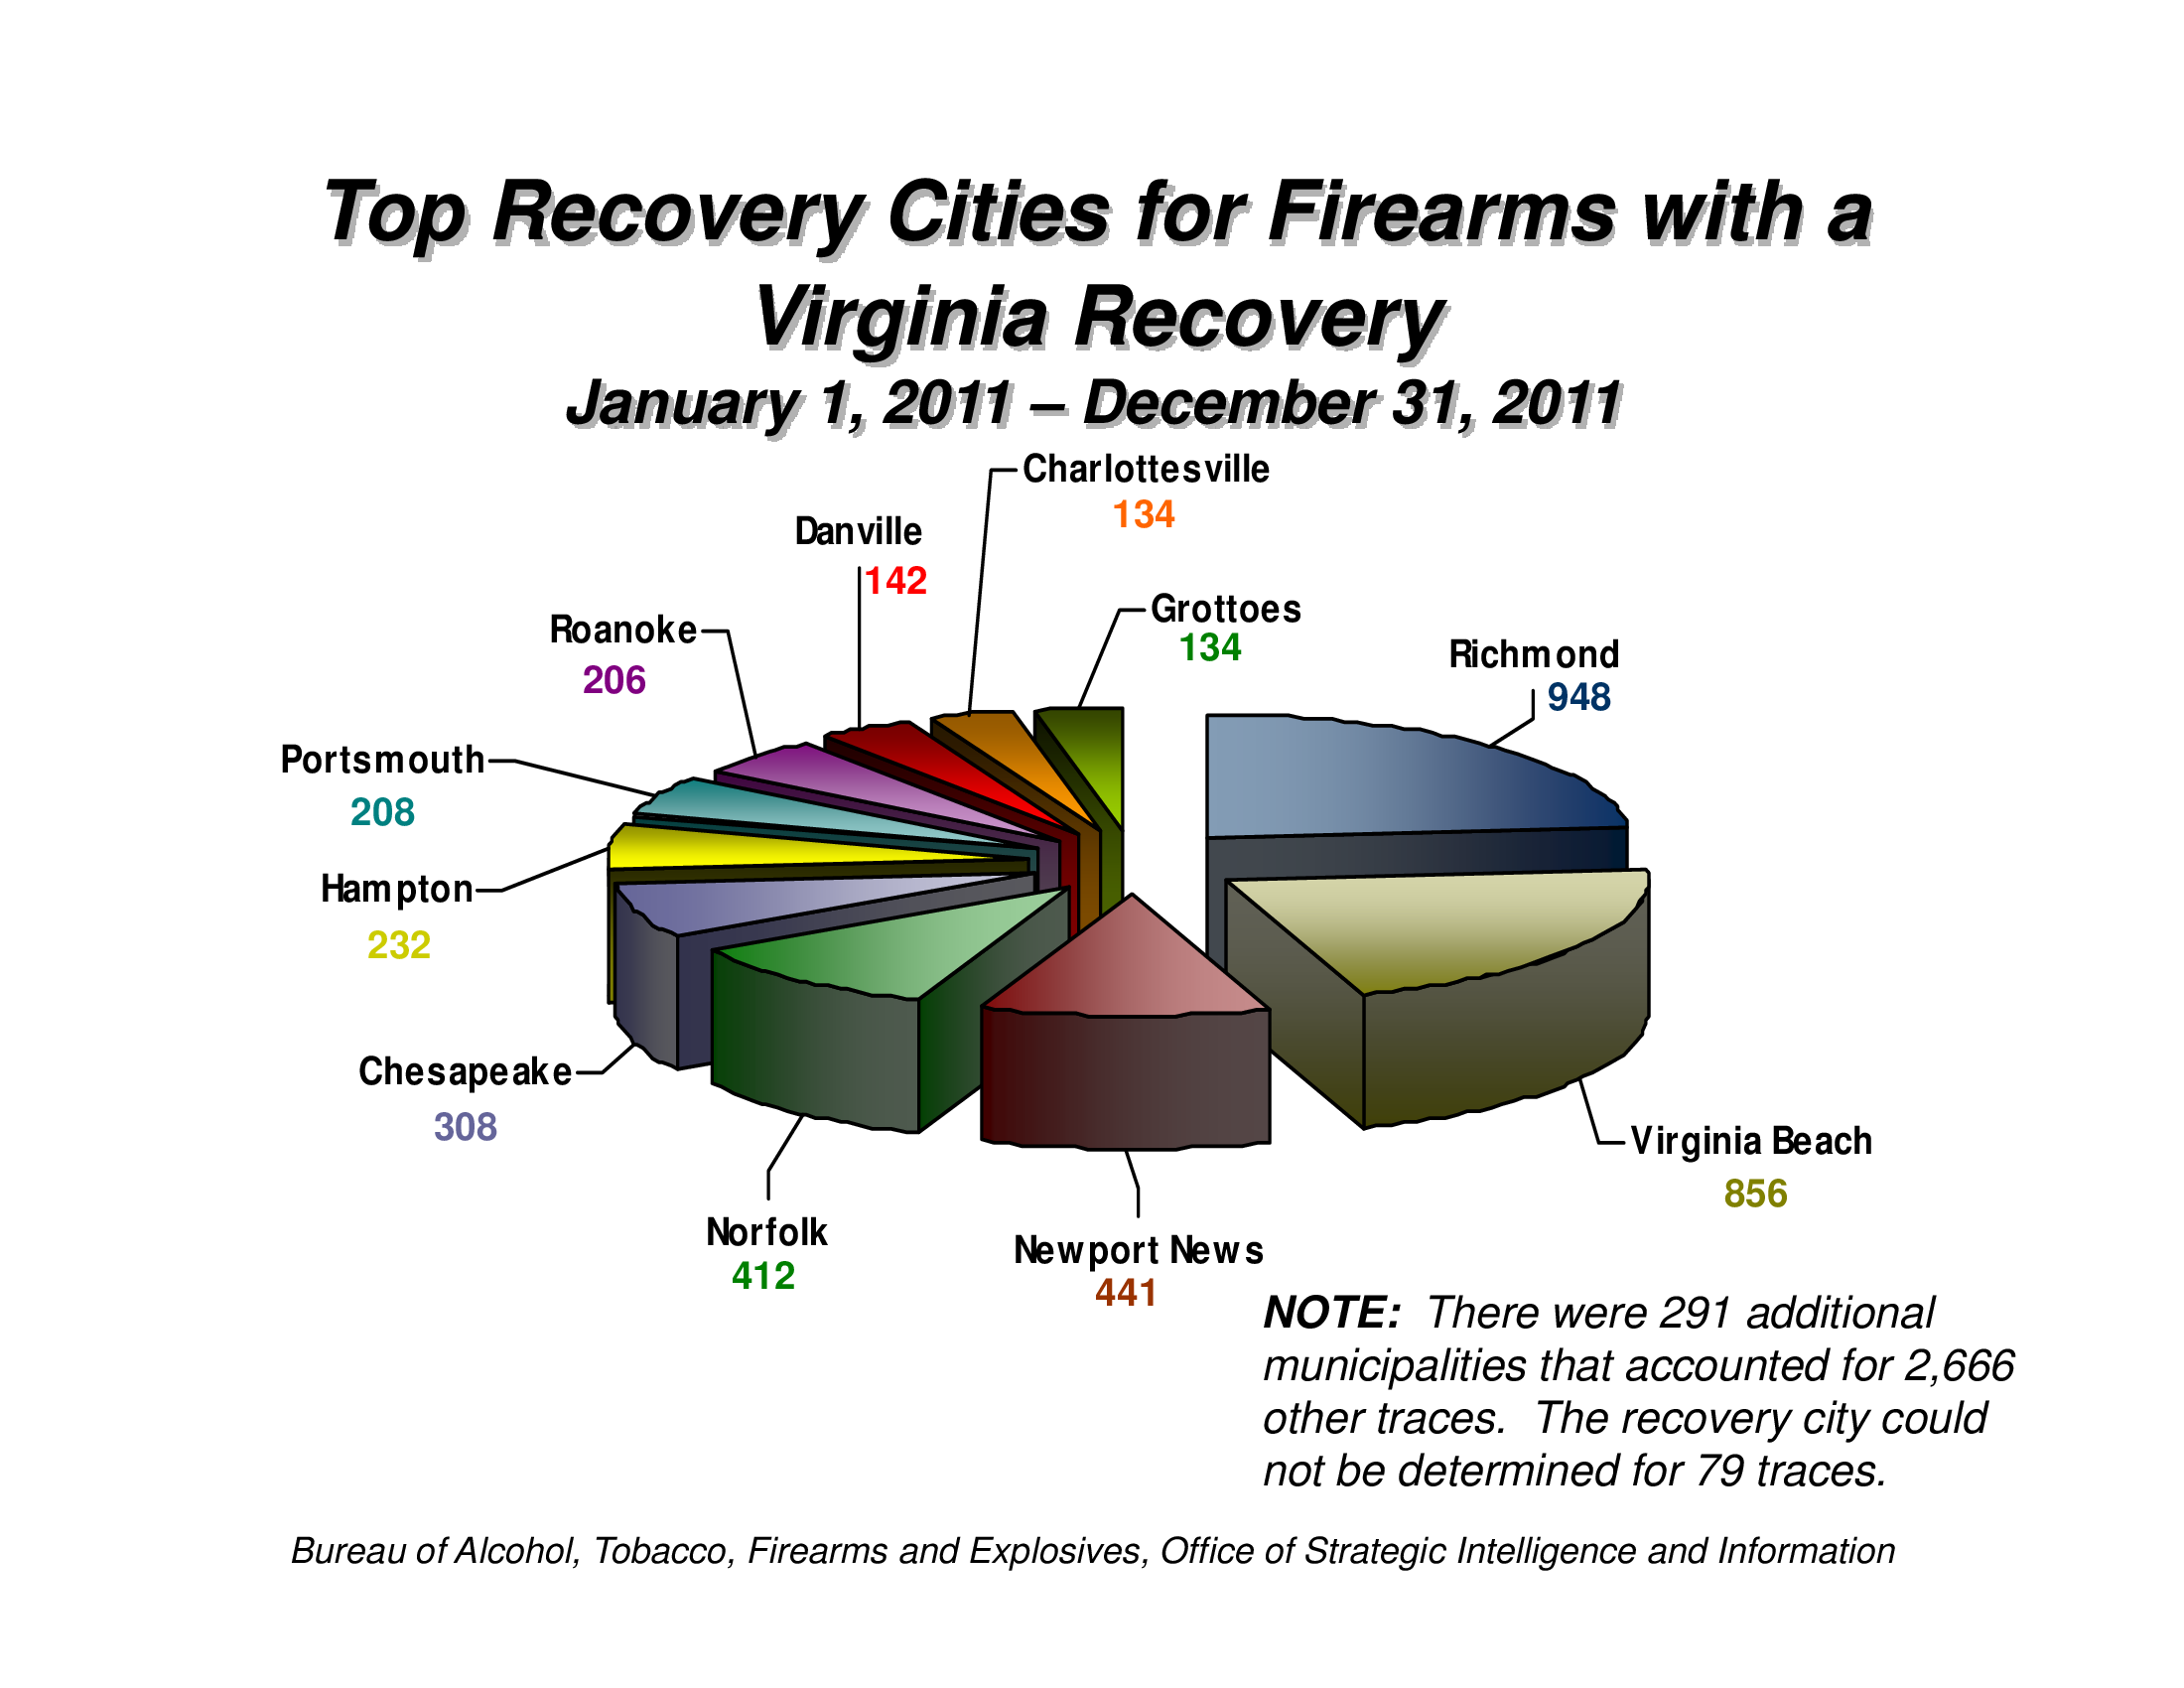 Top Recovery Cities for Firearms with a
Virginia Recovery
January 1, 2011 – December 31, 2011
Charlottesville
134
Danville
142
Grottoes
134
Roanoke
206
Richmond
948
Portsmouth
208
Hampton
232
Chesapeake
308
Virginia Beach
856
Norfolk
412
Newport News
441
NOTE: There were 291 additional
municipalities that accounted for 2,666
other traces. The recovery city could
not be determined for 79 traces.
Bureau of Alcohol, Tobacco, Firearms and Explosives, Office of Strategic Intelligence and Information